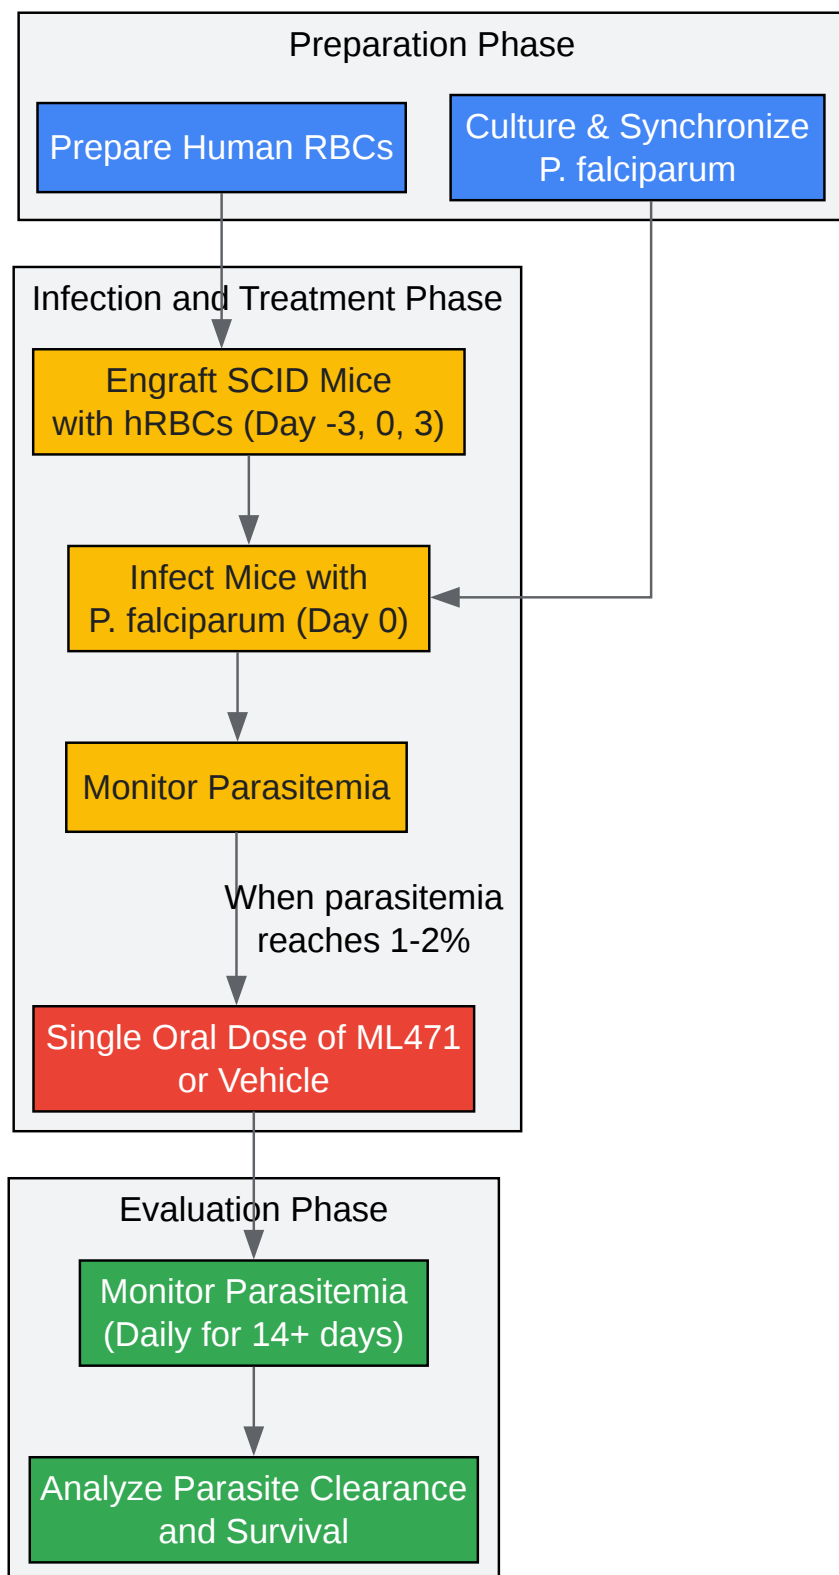 Preparation Phase
Prepare Human RBCs
Culture & Synchronize
P. falciparum
Infection and Treatment Phase
Engraft SCID Mice
with hRBCs (Day -3, 0, 3)
Infect Mice with
P. falciparum (Day 0)
Monitor Parasitemia
When parasitemia
reaches 1-2%
Single Oral Dose of ML471
or Vehicle
Evaluation Phase
Monitor Parasitemia
(Daily for 14+ days)
Analyze Parasite Clearance
and Survival